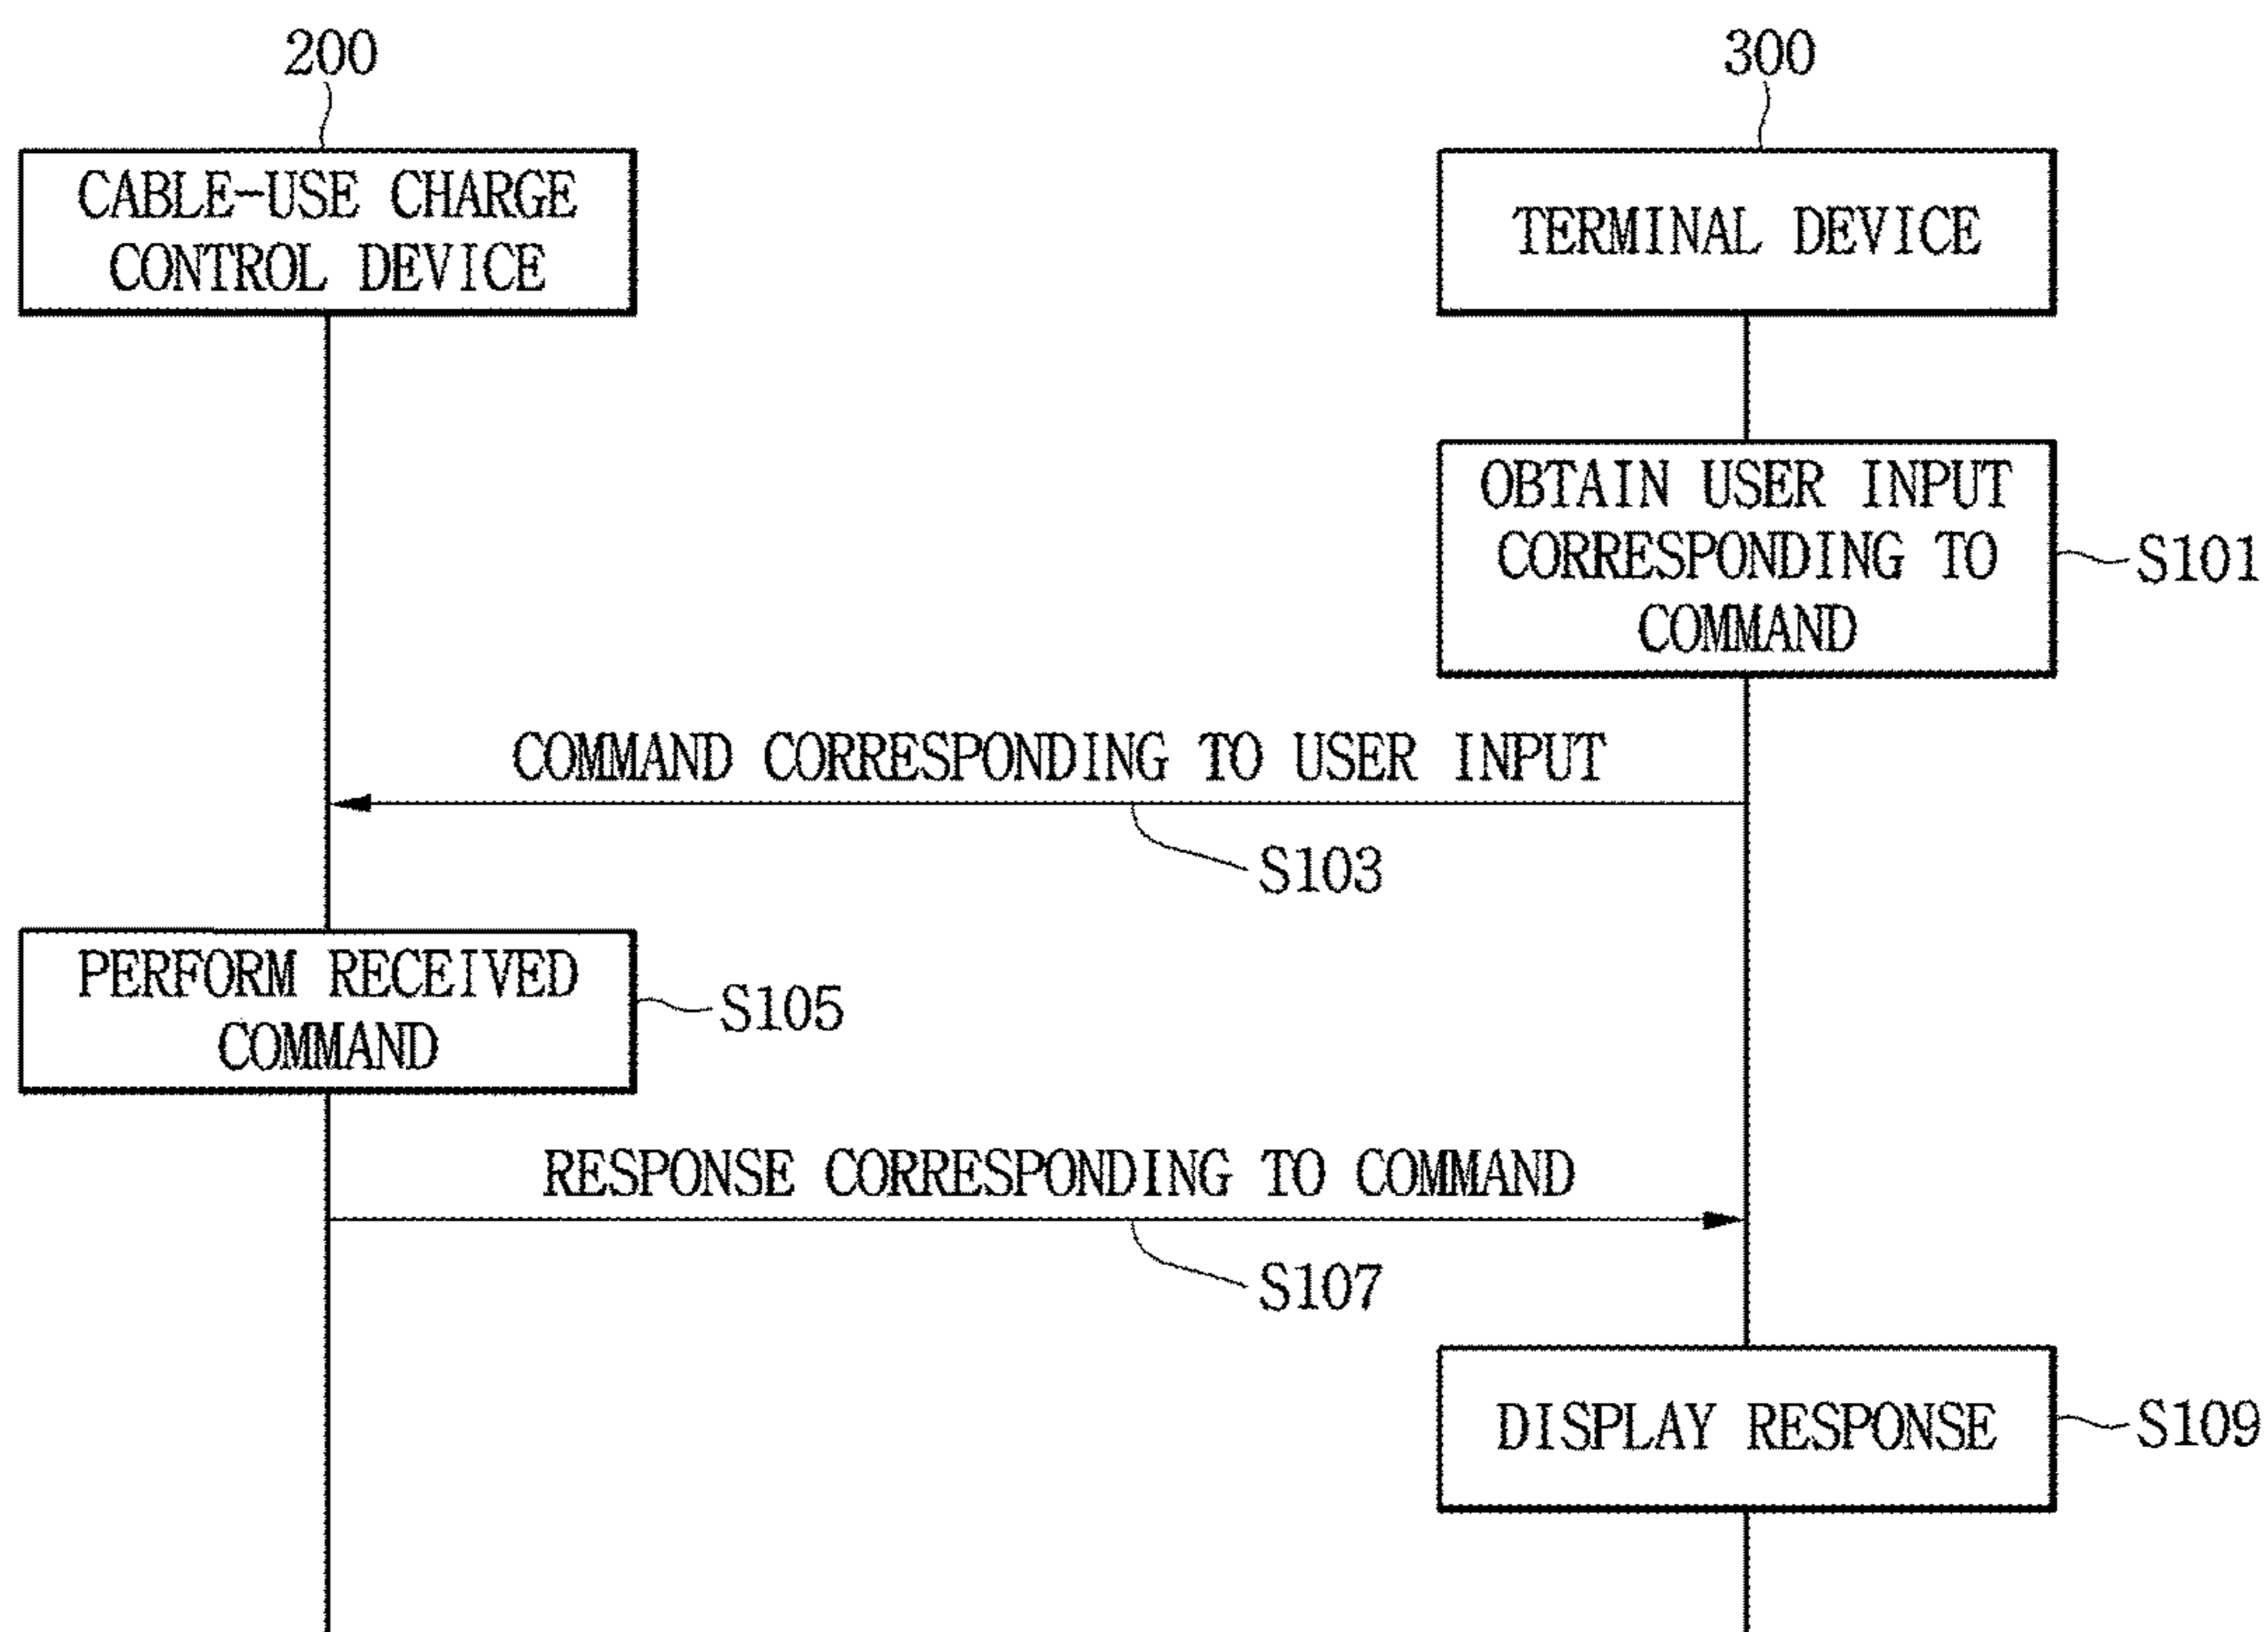 200
300
CABLE-USE CHARGE
CONTROL DEVICE
TERMINAL DEVICE
OBTAIN USER INPUT
CORRESPONDING TO
COMMAND
S101
COMMAND CORRESPONDING TO USER INPUT
S103
PERFORM RECEIVED
COMMAND
S105
RESPONSE CORRESPONDING TO COMMAND
S107
DISPLAY RESPONSE
S109